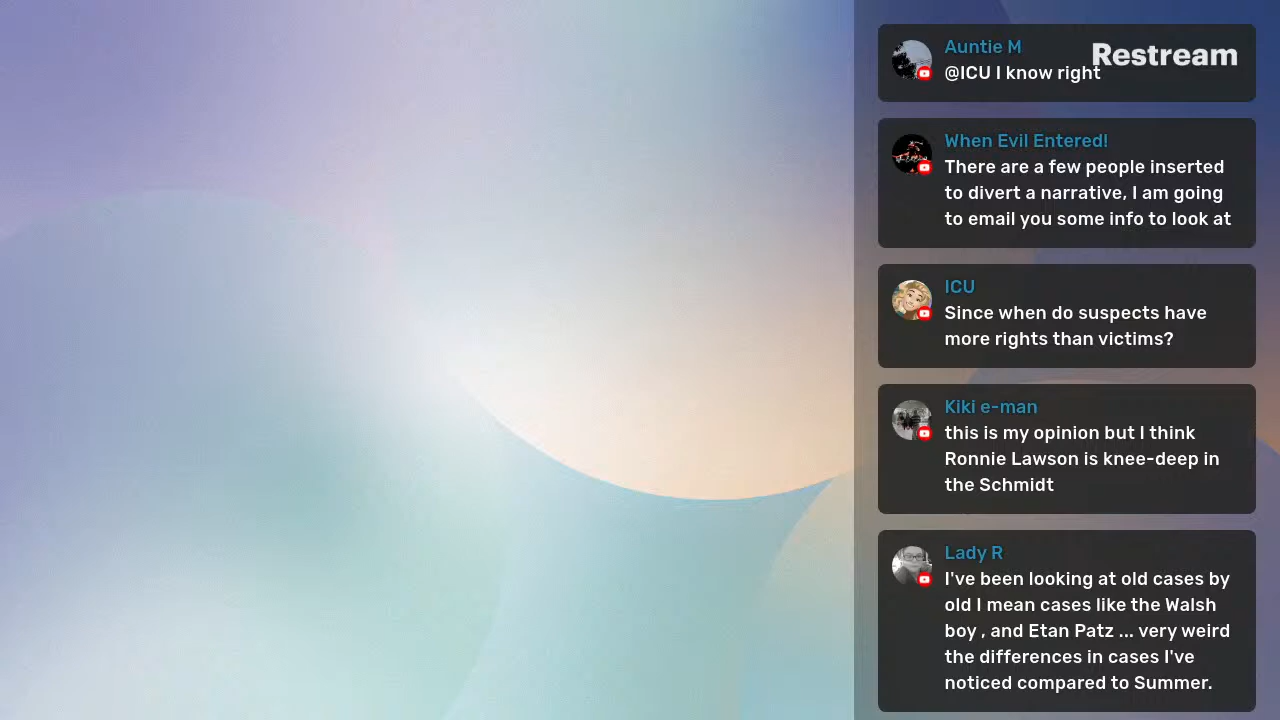 Auntie M
Restream
@ICU I know right
When Evil Entered!
There are a few people inserted
to divert a narrative, I am going
to email you some info to look at
ICU
Since when do suspects have
more rights than victims?
Kiki e-man
this is my opinion but I think
Ronnie Lawson is knee-deep in
the Schmidt
Lady R
I've been looking at old cases by
old I mean cases like the Walsh
boy , and Etan Patz ... very weird
the differences in cases I've
noticed compared to Summer.